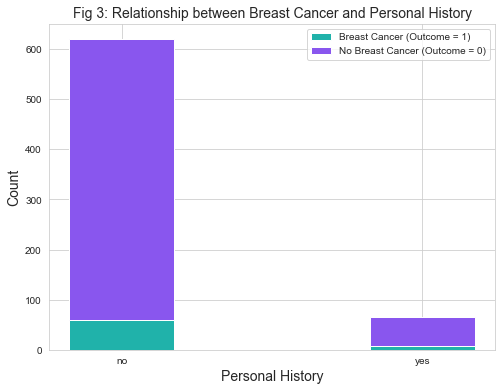 Fig 3: Relationship between Breast Cancer and Personal History
Breast Cancer (Outcome = 1)
No Breast Cancer (Outcome = 0)
600
500
400
300
200
100
0
Count
no
yes
Personal History